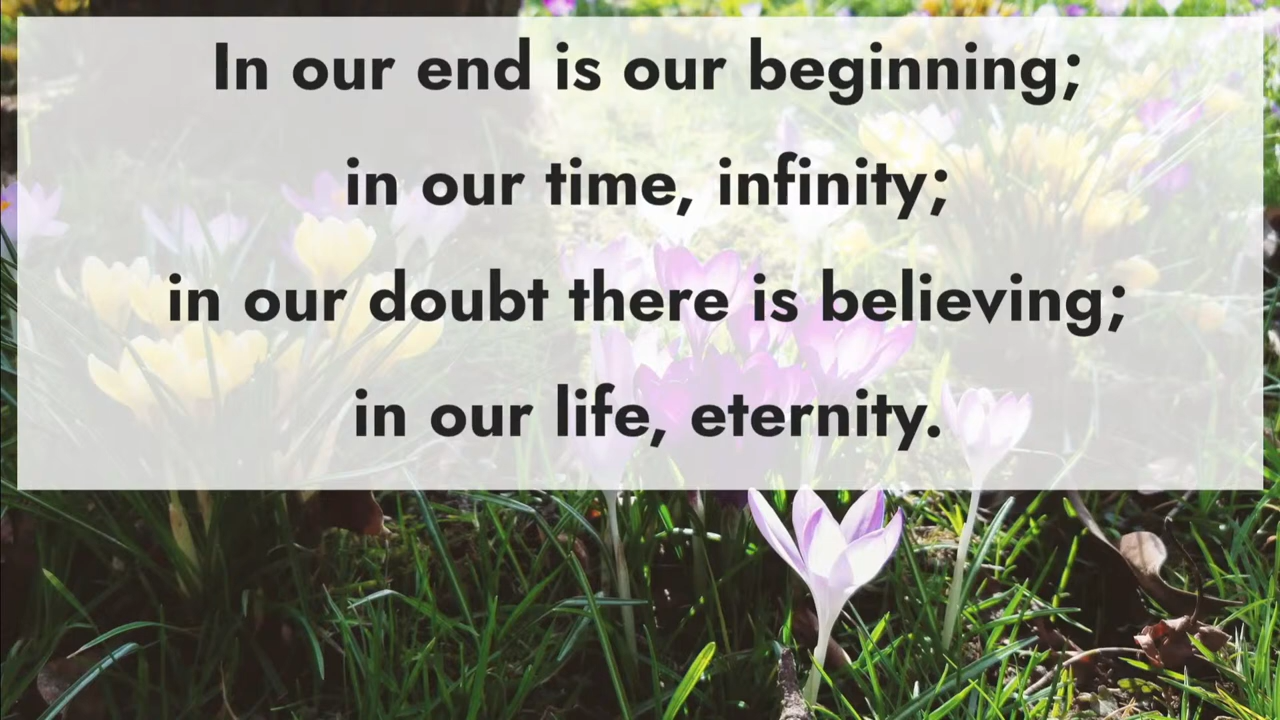 In our end is our beginning;
in our time, infinity;
in our doubt there is believing;
in our life, eternity.